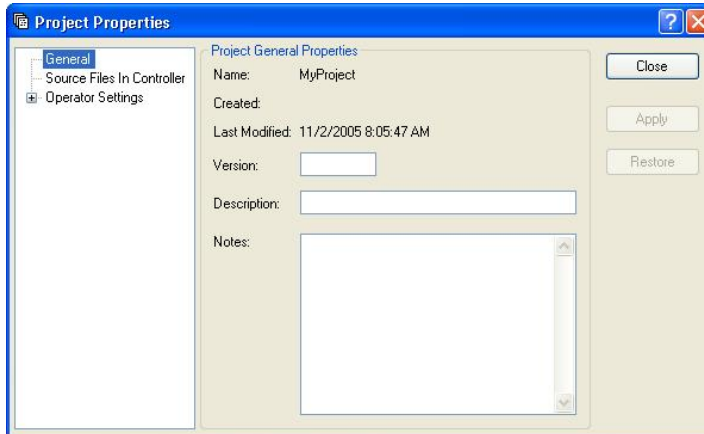 Project Properties
General
Source Files In Controller
Operator Settings
Project General Properties
Name: MyProject
Created:
Last Modified: 11/2/2005 8:05:47 AM
Version:
Description:
Notes:
Close
Apply
Restore